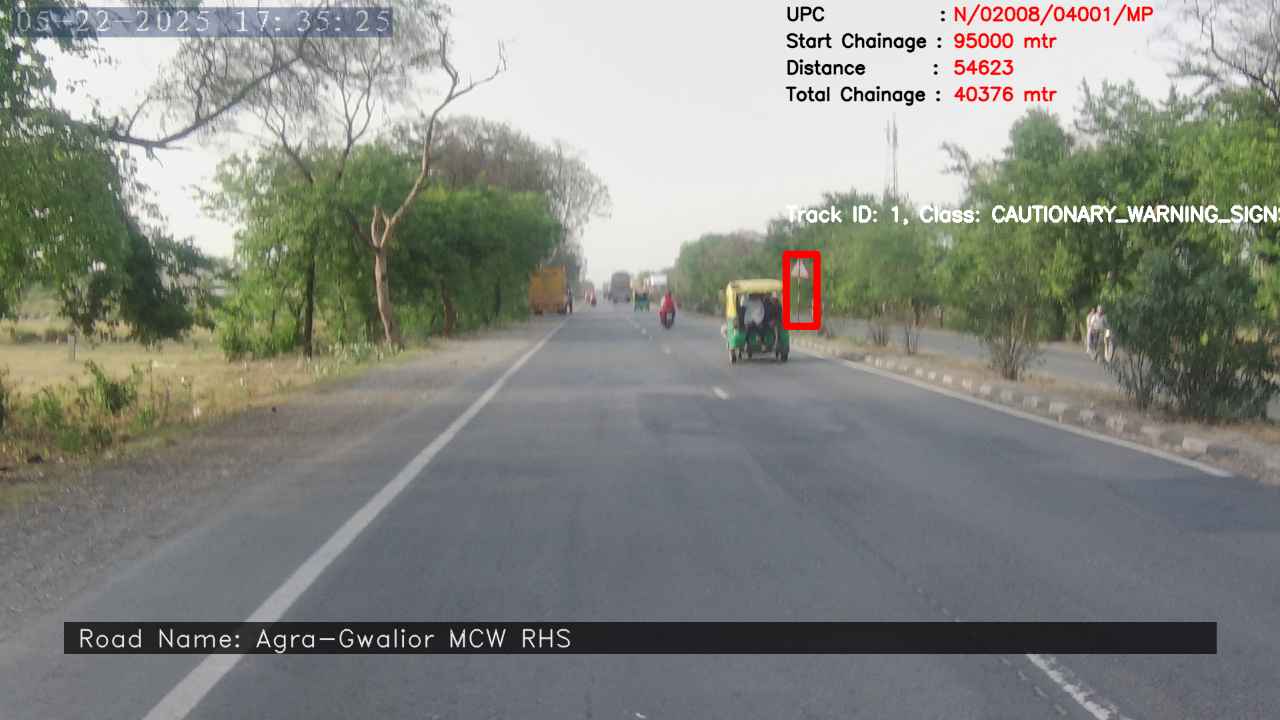 05-22-2025 17:35:25
UPC : N/02008/04001/MP
Start Chainage : 95000 mtr
Distance : 54623
Total Chainage : 40376 mtr
Track ID: 1, Class: CAUTIONARY_WARNING_SIGN
Road Name: Agra-Gwalior MCW RHS